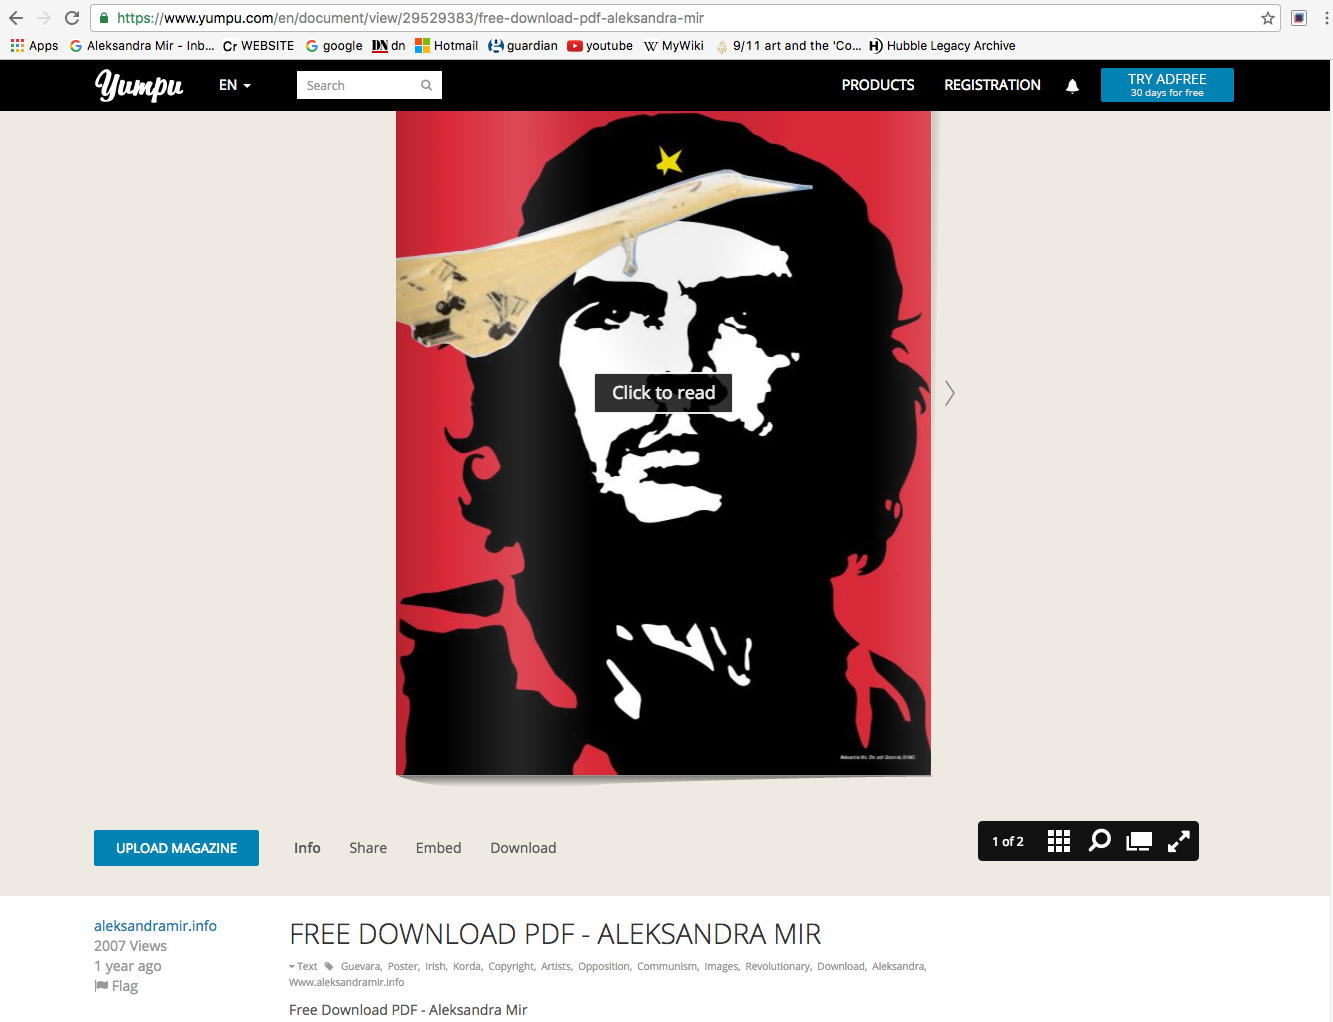 https://www.yumpu.com/en/document/view/29529383/free-download-pdf-aleksandra-mir
Apps Aleksandra Mir - Inb... Cr WEBSITE google DN dn Hotmail guardian youtube W MyWiki 9/11 art and the 'Co... H Hubble Legacy Archive
Yumpu EN Search PRODUCTS REGISTRATION TRY ADFREE
30 days for free
Click to read
UPLOAD MAGAZINE Info Share Embed Download 1 of 2
aleksandramir.info
2007 Views
1 year ago
Flag
FREE DOWNLOAD PDF - ALEKSANDRA MIR
Text Guevara, Poster, Irish, Korda, Copyright, Artists, Opposition, Communism, Images, Revolutionary, Download, Aleksandra,
Www.aleksandramir.info
Free Download PDF - Aleksandra Mir